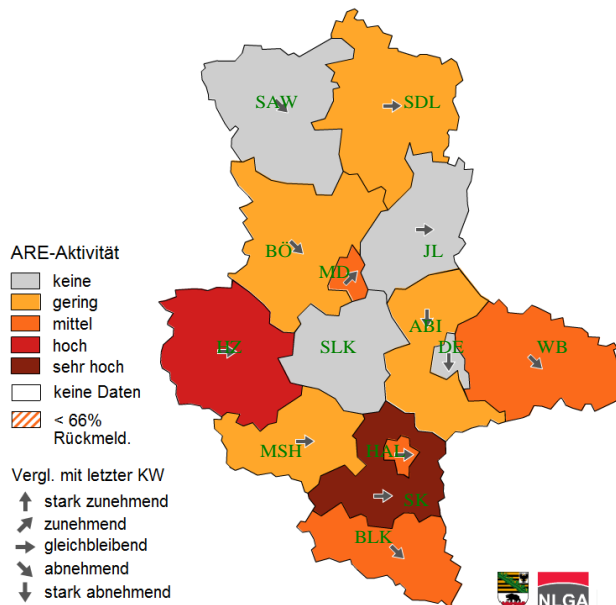 SAW
SDL
BÖ
MD
JL
ARE-Aktivität
keine
gering
mittel
hoch
sehr hoch
keine Daten
< 66%
Rückmeld.
HZ
SLK
ABI
DE
WB
MSH
HAL
SK
BLK
Vergl. mit letzter KW
stark zunehmend
zunehmend
gleichbleibend
abnehmend
stark abnehmend
NLGA